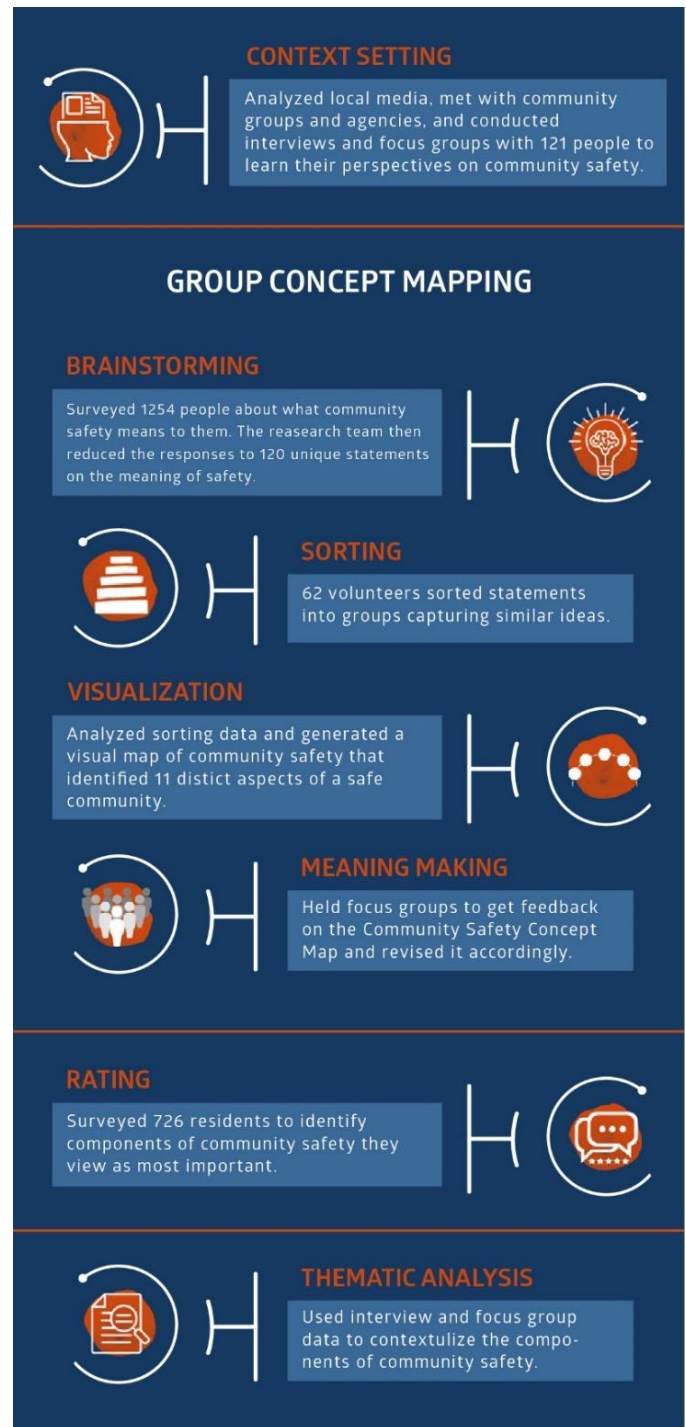 CONTEXT SETTING
Analyzed local media, met with community
groups and agencies, and conducted
interviews and focus groups with 121 people to
learn their perspectives on community safety.
GROUP CONCEPT MAPPING
BRAINSTORMING
Surveyed 1254 people about what community
safety means to them. The reasearch team then
reduced the responses to 120 unique statements
on the meaning of safety.
SORTING
62 volunteers sorted statements
into groups capturing similar ideas.
VISUALIZATION
Analyzed sorting data and generated a
visual map of community safety that
identified 11 distict aspects of a safe
community.
MEANING MAKING
Held focus groups to get feedback
on the Community Safety Concept
Map and revised it accordingly.
RATING
Surveyed 726 residents to identify
components of community safety they
view as most important.
THEMATIC ANALYSIS
Used interview and focus group
data to contextulize the compo-
nents of community safety.